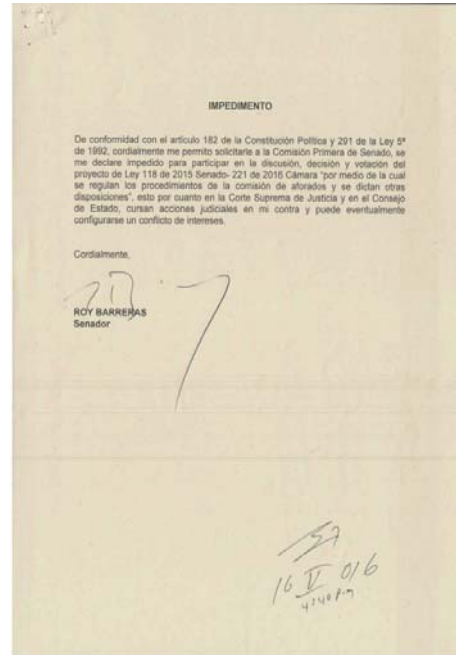 IMPEDIMENTO
De conformidad con el artículo 182 de la Constitución Política y 291 de la Ley 5ª
de 1992, cordialmente me permito solicitarle a la Comisión Primera de Senado, se
me declare impedido para participar en la discusión, decisión y votación del
proyecto de Ley 118 de 2015 Senado- 221 de 2016 Cámara "por medio de la cual
se regulan los procedimientos de la comisión de aforados y se dictan otras
disposiciones", esto por cuanto en la Corte Suprema de Justicia y en el Consejo
de Estado, cursan acciones judiciales en mi contra y puede eventualmente
configurarse un conflicto de intereses.
Cordialmente,
ROY BARRERAS
Senador
16 V 016
4:40 P.m